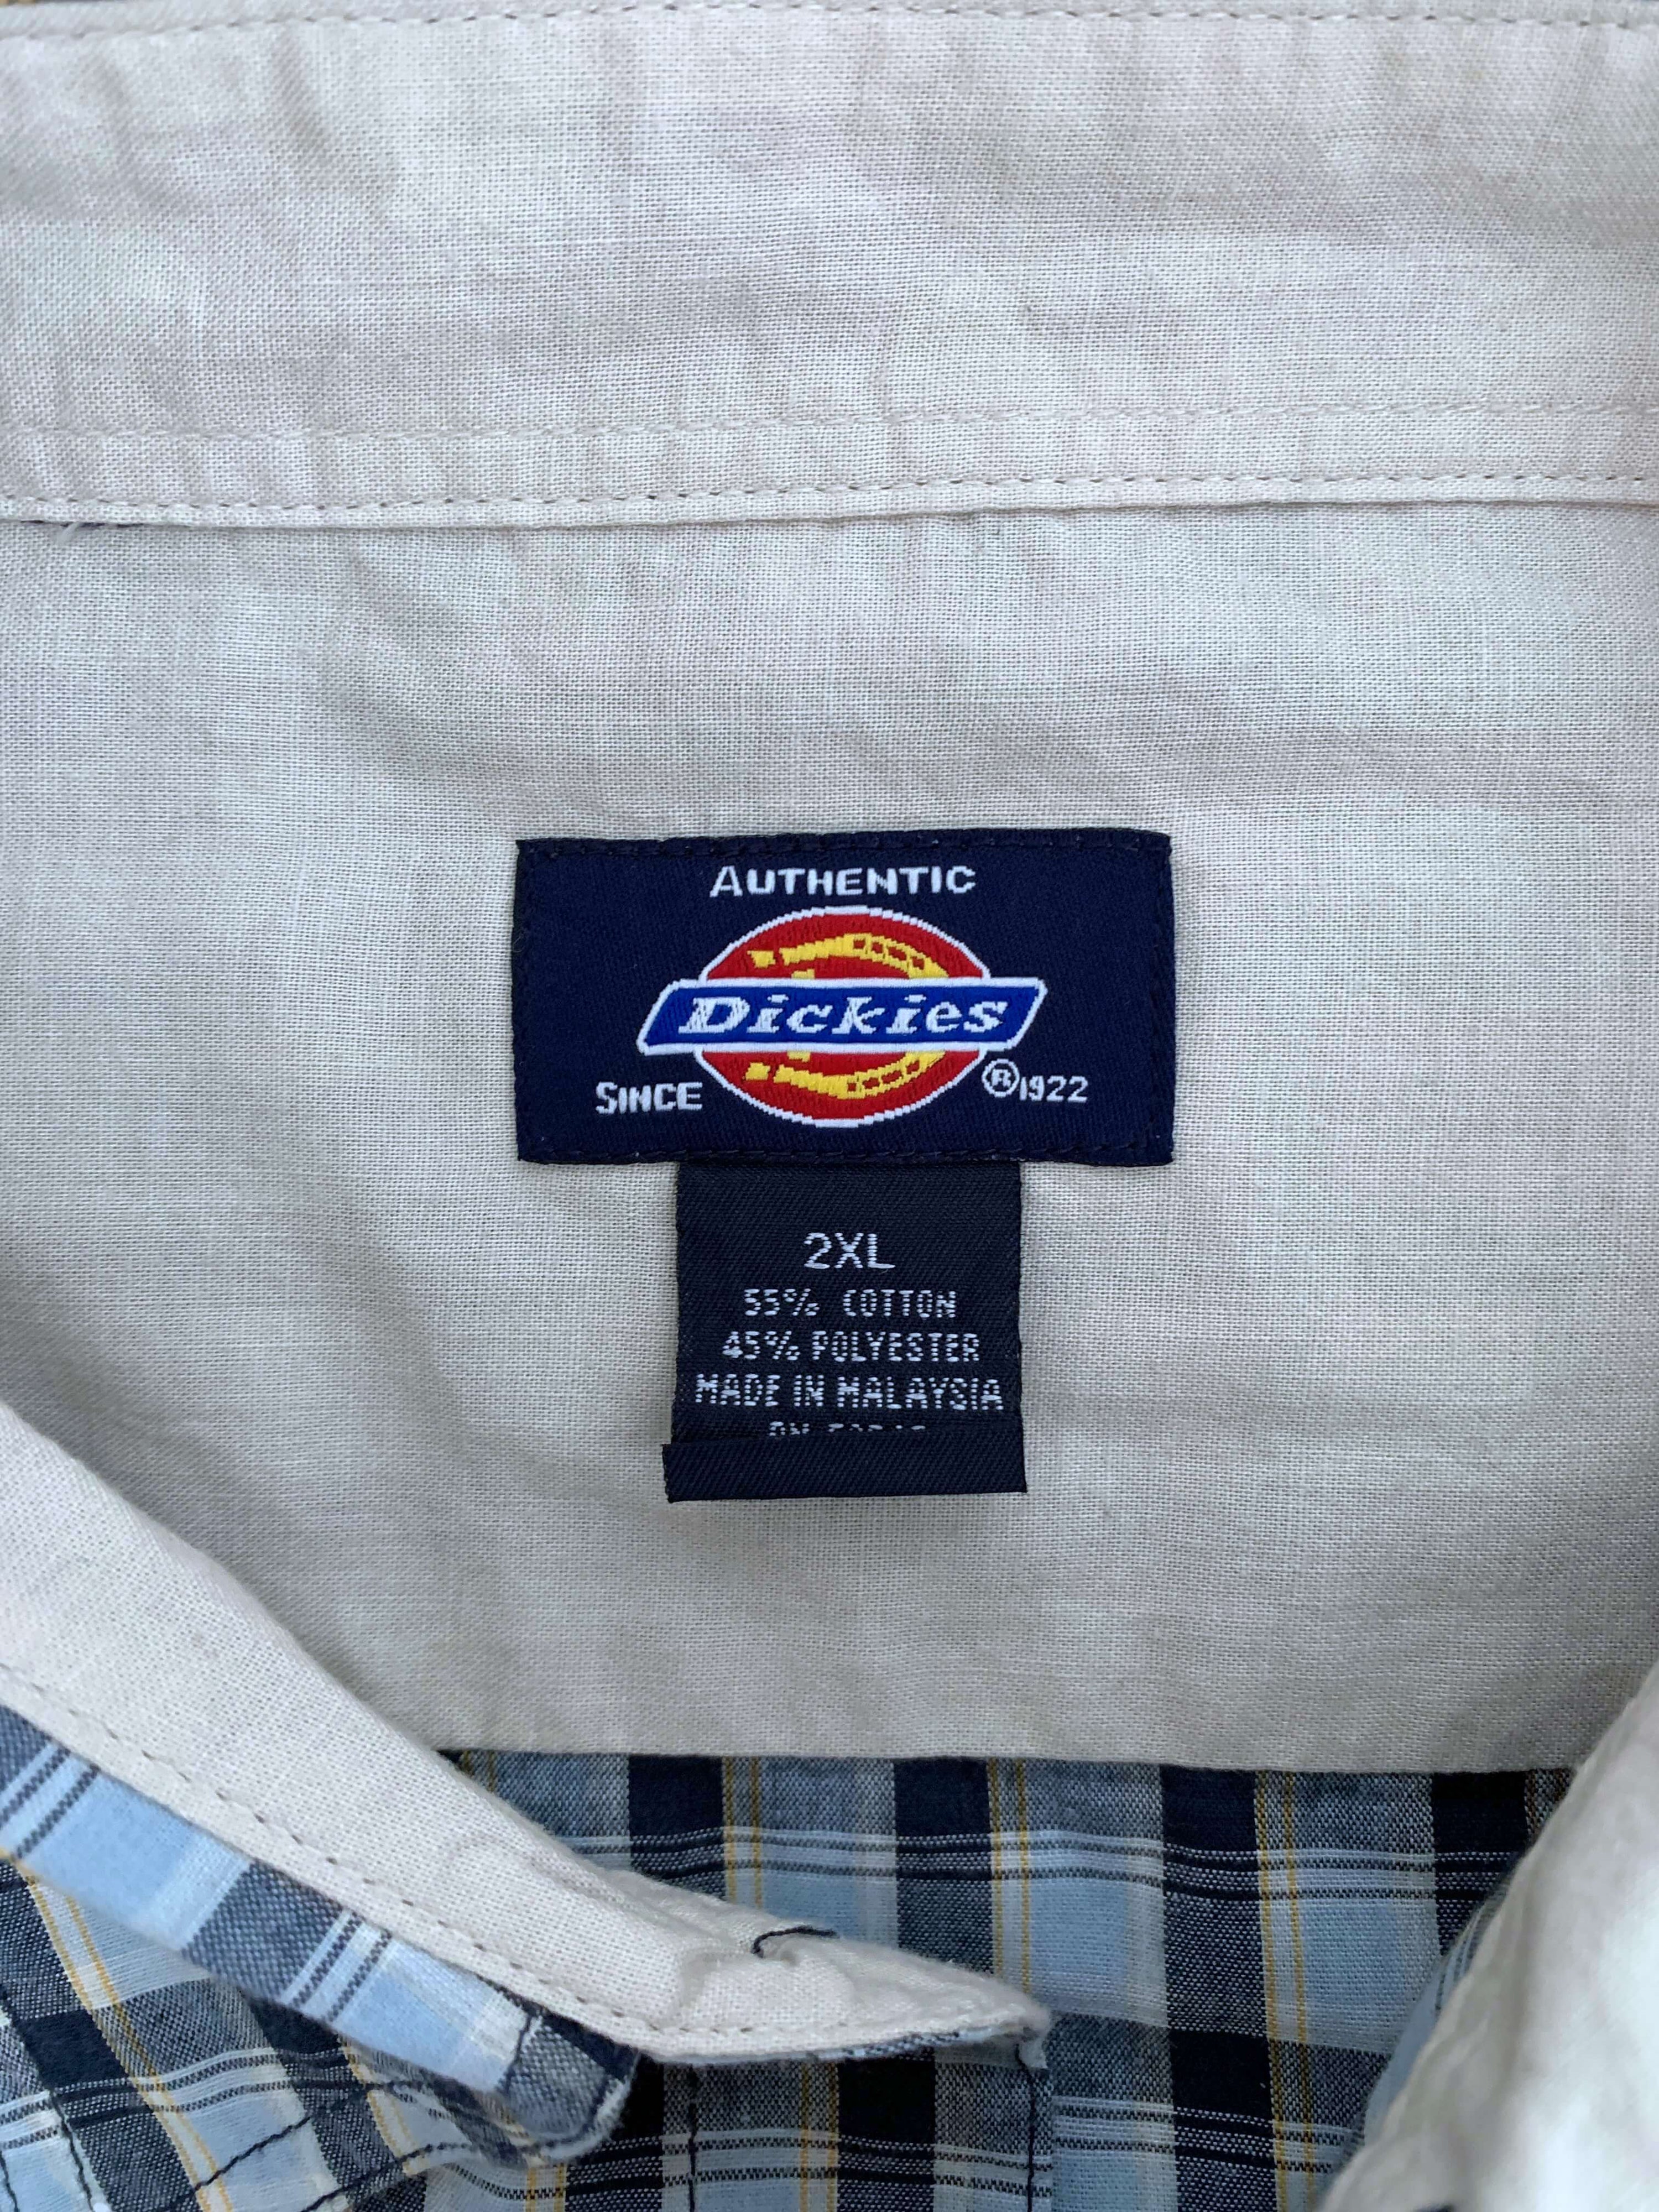 AUTHENTIC
Dickies
SINCE ®1922
2XL
55% COTTON
45% POLYESTER
MADE IN MALAYSIA